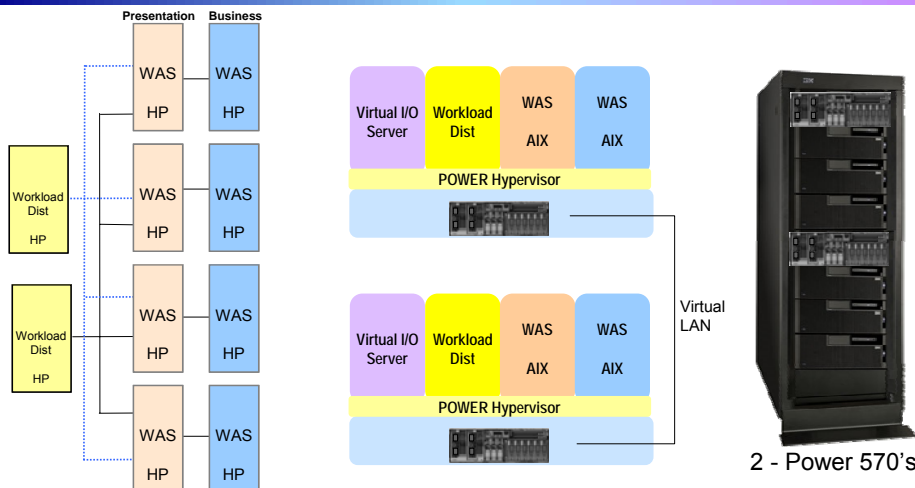 Presentation Business
WAS
HP
WAS
HP
WAS
HP
WAS
HP
WAS
HP
WAS
HP
WAS
HP
WAS
HP
Workload
Dist
HP
Workload
Dist
HP
Virtual I/O
Server
Workload
Dist
WAS
AIX
WAS
AIX
POWER Hypervisor
Virtual I/O
Server
Workload
Dist
WAS
AIX
WAS
AIX
POWER Hypervisor
Virtual
LAN
IBM
2 - Power 570's